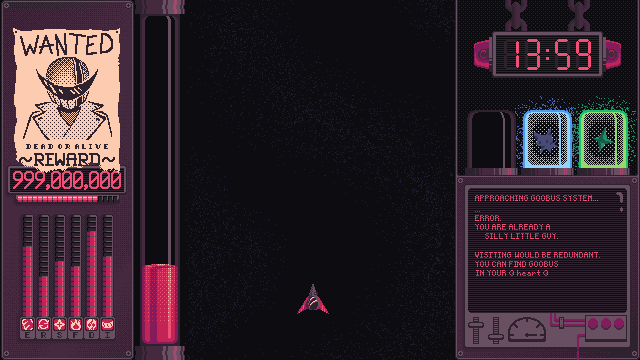 WANTED
DEAD OR ALIVE
~REWARD~
999,000,000
E R S F D I
13:59
APPROACHING GOOBUS SYSTEM...
ERROR.
YOU ARE ALREADY A
SILLY LITTLE GUY.
VISITING WOULD BE REDUNDANT.
YOU CAN FIND GOOBUS
IN YOUR G heart G